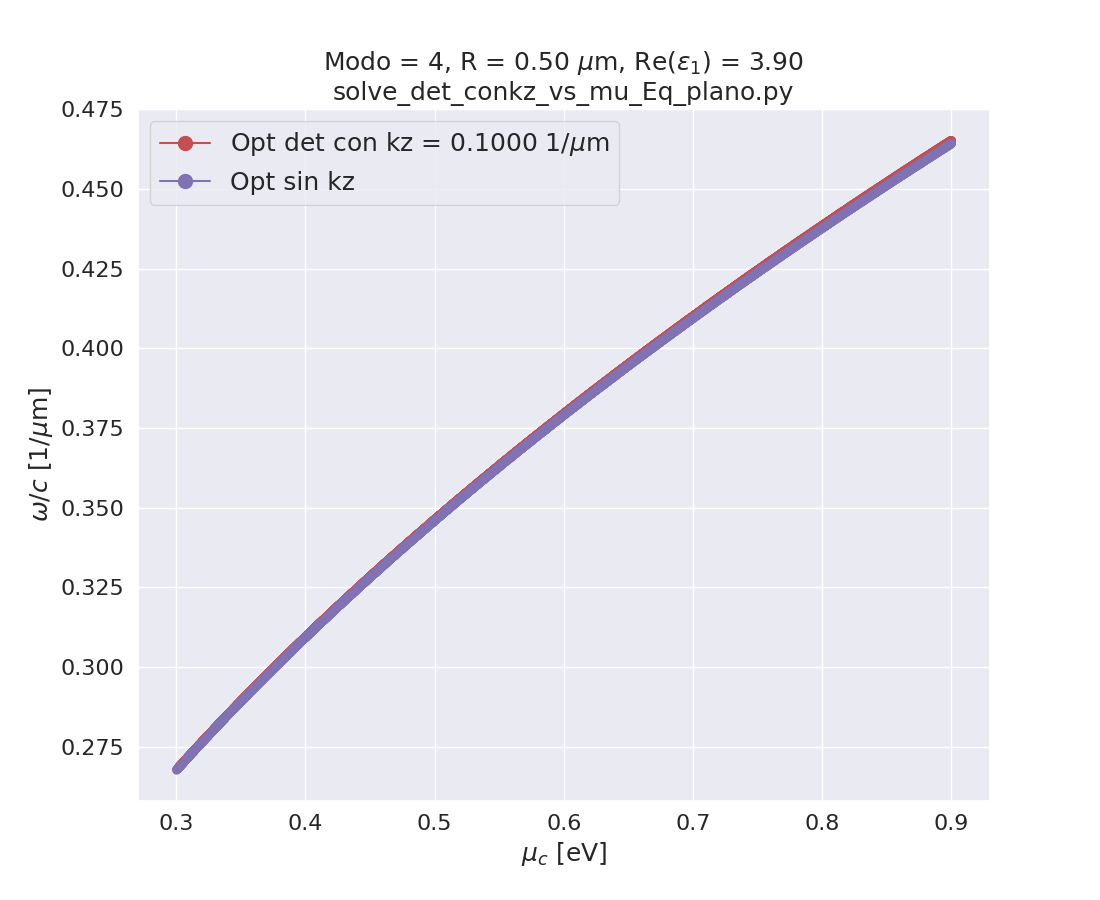 Modo = 4, R = 0.50 μm, Re(ε₁) = 3.90
solve_det_conkz_vs_mu_Eq_plano.py
Opt det con kz = 0.1000 1/μm
Opt sin kz
0.475
0.450
0.425
0.400
0.375
0.350
0.325
0.300
0.275
ω/c [1/μm]
0.3 0.4 0.5 0.6 0.7 0.8 0.9
μ_c [eV]